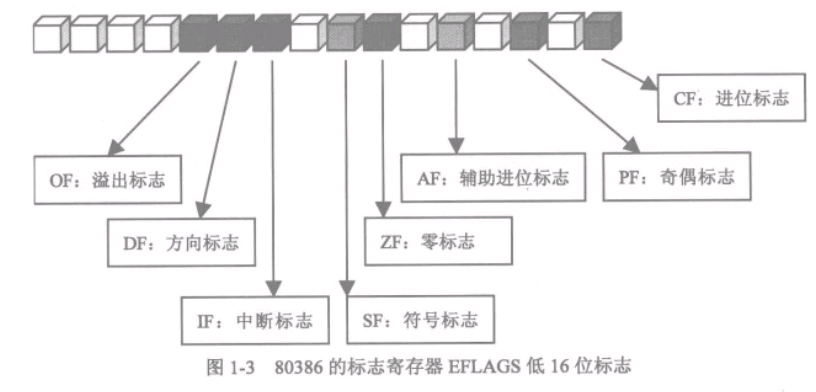 CF：进位标志
OF：溢出标志
AF：辅助进位标志
PF：奇偶标志
DF：方向标志
ZF：零标志
IF：中断标志
SF：符号标志
图 1-3 80386 的标志寄存器 EFLAGS 低 16 位标志